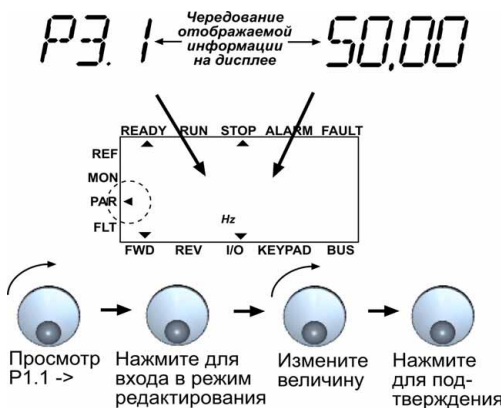 P3.1
Чередование
отображаемой
информации
на дисплее
50,00
READY RUN STOP ALARM FAULT
REF
MON
PAR
FLT
Hz
FWD REV I/O KEYPAD BUS
Просмотр
P1.1 ->
Нажмите для
входа в режим
редактирования
Измените
величину
Нажмите
для под-
тверждения